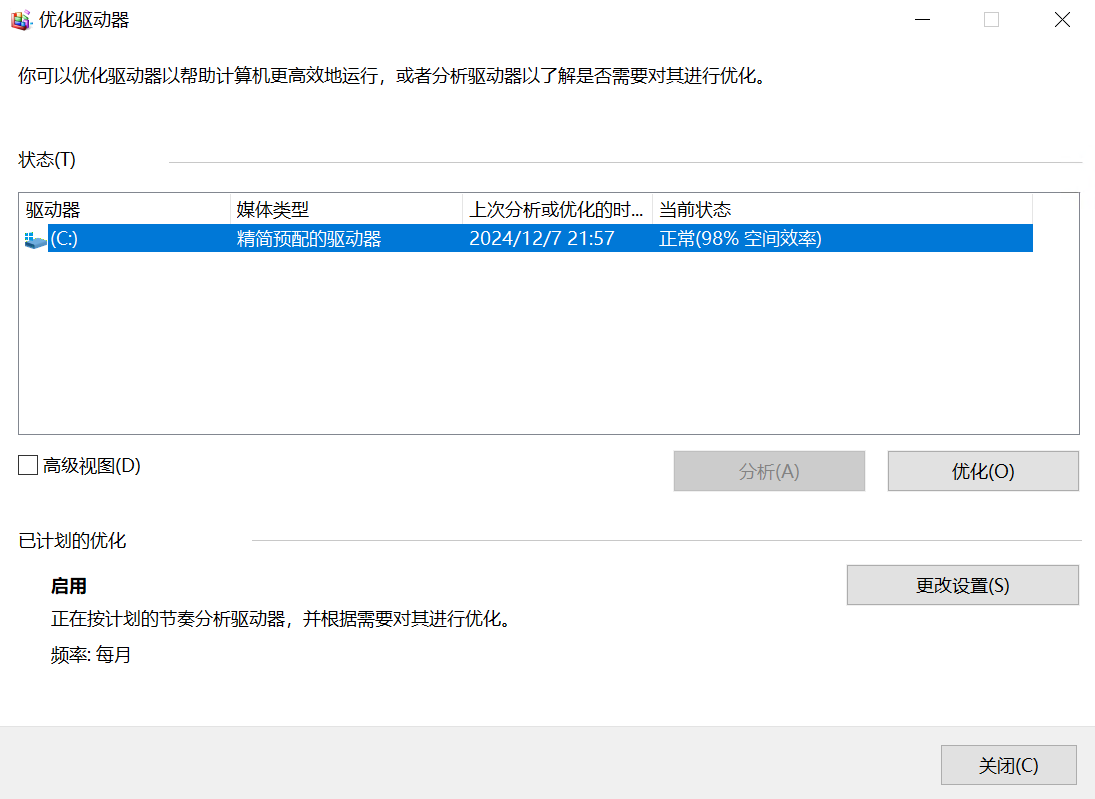 优化驱动器
你可以优化驱动器以帮助计算机更高效地运行，或者分析驱动器以了解是否需要对其进行优化。
状态(T)
驱动器 媒体类型 上次分析或优化的时... 当前状态
(C:) 精简预配的驱动器 2024/12/7 21:57 正常(98% 空间效率)
高级视图(D) 分析(A) 优化(O)
已计划的优化
启用 更改设置(S)
正在按计划的节奏分析驱动器，并根据需要对其进行优化。
频率: 每月
关闭(C)